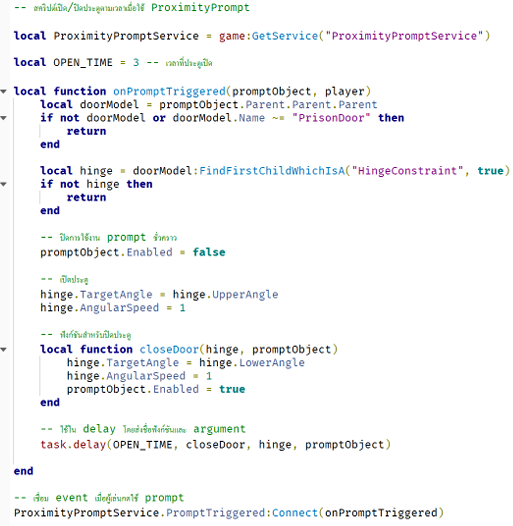 -- สคริปต์เปิด/ปิดประตูตามเวลาเมื่อใช้ ProximityPrompt
local ProximityPromptService = game:GetService("ProximityPromptService")
local OPEN_TIME = 3 -- เวลาที่ประตูเปิด
local function onPromptTriggered(promptObject, player)
local doorModel = promptObject.Parent.Parent.Parent
if not doorModel or doorModel.Name ~= "PrisonDoor" then
return
end
local hinge = doorModel:FindFirstChildWhichIsA("HingeConstraint", true)
if not hinge then
return
end
-- ปิดการใช้งาน prompt ชั่วคราว
promptObject.Enabled = false
-- เปิดประตู
hinge.TargetAngle = hinge.UpperAngle
hinge.AngularSpeed = 1
-- ฟังก์ชันสำหรับปิดประตู
local function closeDoor(hinge, promptObject)
hinge.TargetAngle = hinge.LowerAngle
hinge.AngularSpeed = 1
promptObject.Enabled = true
end
-- ใช้ใน delay โดยส่งชื่อฟังก์ชันและ argument
task.delay(OPEN_TIME, closeDoor, hinge, promptObject)
end
-- เชื่อม event เมื่อผู้เล่นกดใช้ prompt
ProximityPromptService.PromptTriggered:Connect(onPromptTriggered)